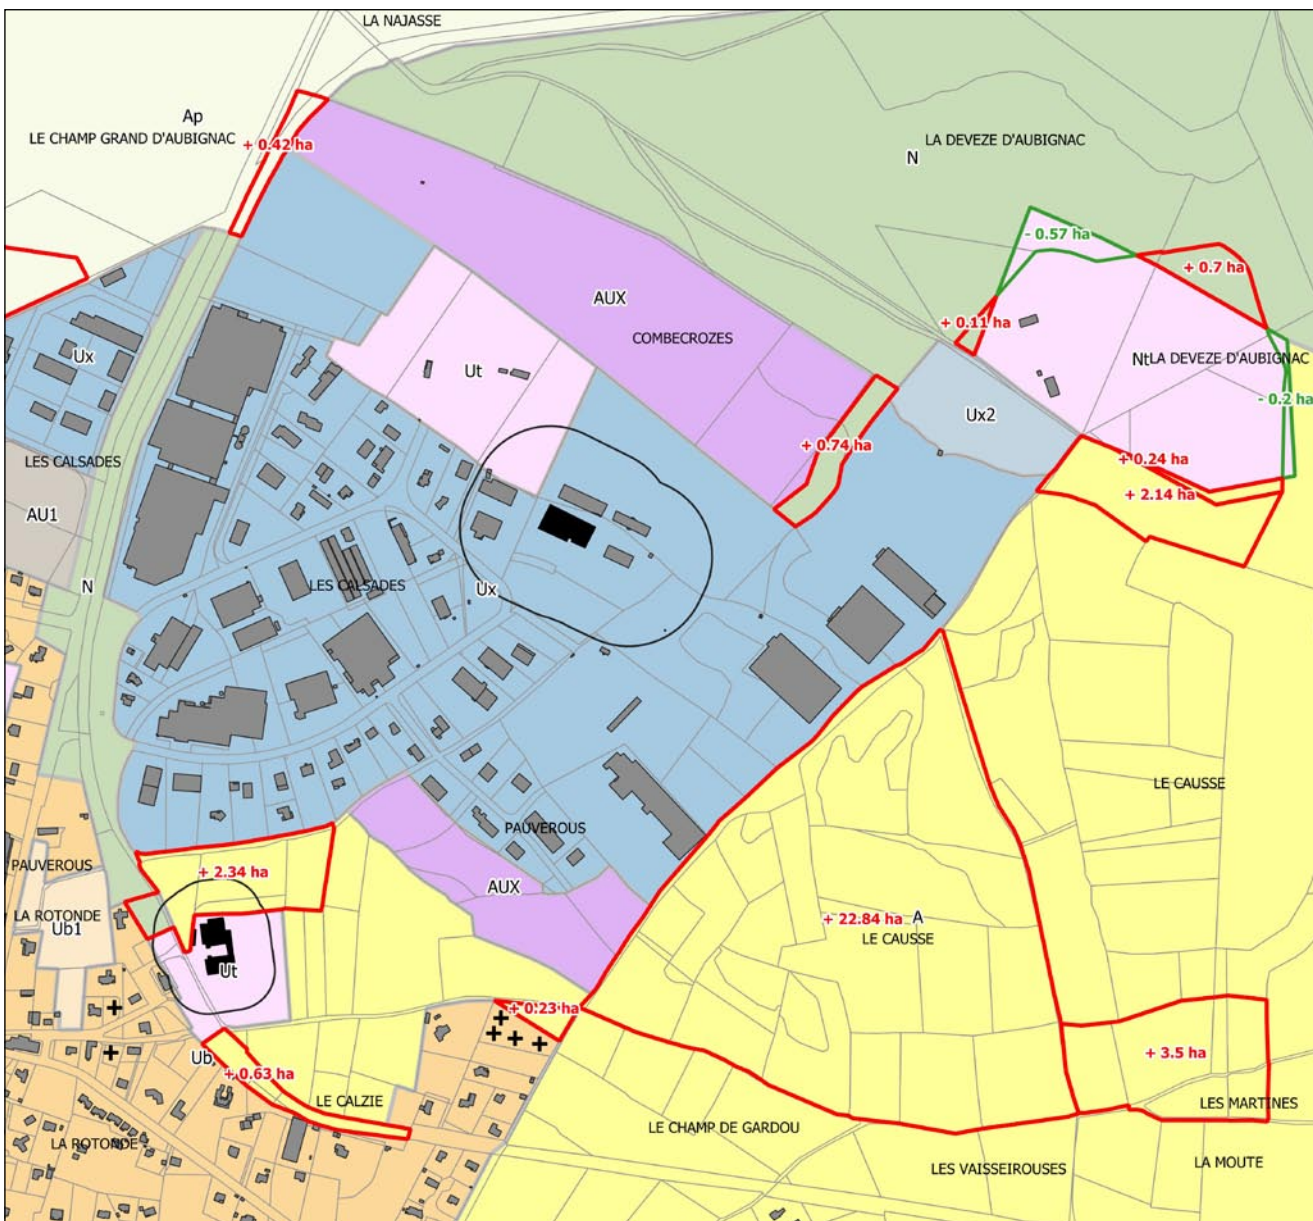 LA NAJASSE
Ap
LE CHAMP GRAND D'AUBIGNAC
+ 0.42 ha
LA DEVEZE D'AUBIGNAC
N
- 0.57 ha
+ 0.7 ha
AUX
+ 0.11 ha
COMBECROZES
Ux
Ut
Nt
LA DEVEZE D'AUBIGNAC
- 0.2 ha
Ux2
+ 0.74 ha
LES CALSADES
+ 0.24 ha
+ 2.14 ha
AU1
N
LES CALSADES
Ux
LE CAUSSE
PAUVEROUS
PAUVEROUS
+ 2.34 ha
AUX
LA ROTONDE
Ub1
+ 22.84 ha
A
LE CAUSSE
Ut
+ 0.23 ha
Ub
+ 0.63 ha
+ 3.5 ha
LE CALZIE
LES MARTINES
LE CHAMP DE GARDOU
LA ROTONDE
LES VAISSEIROUSES
LA MOUTE